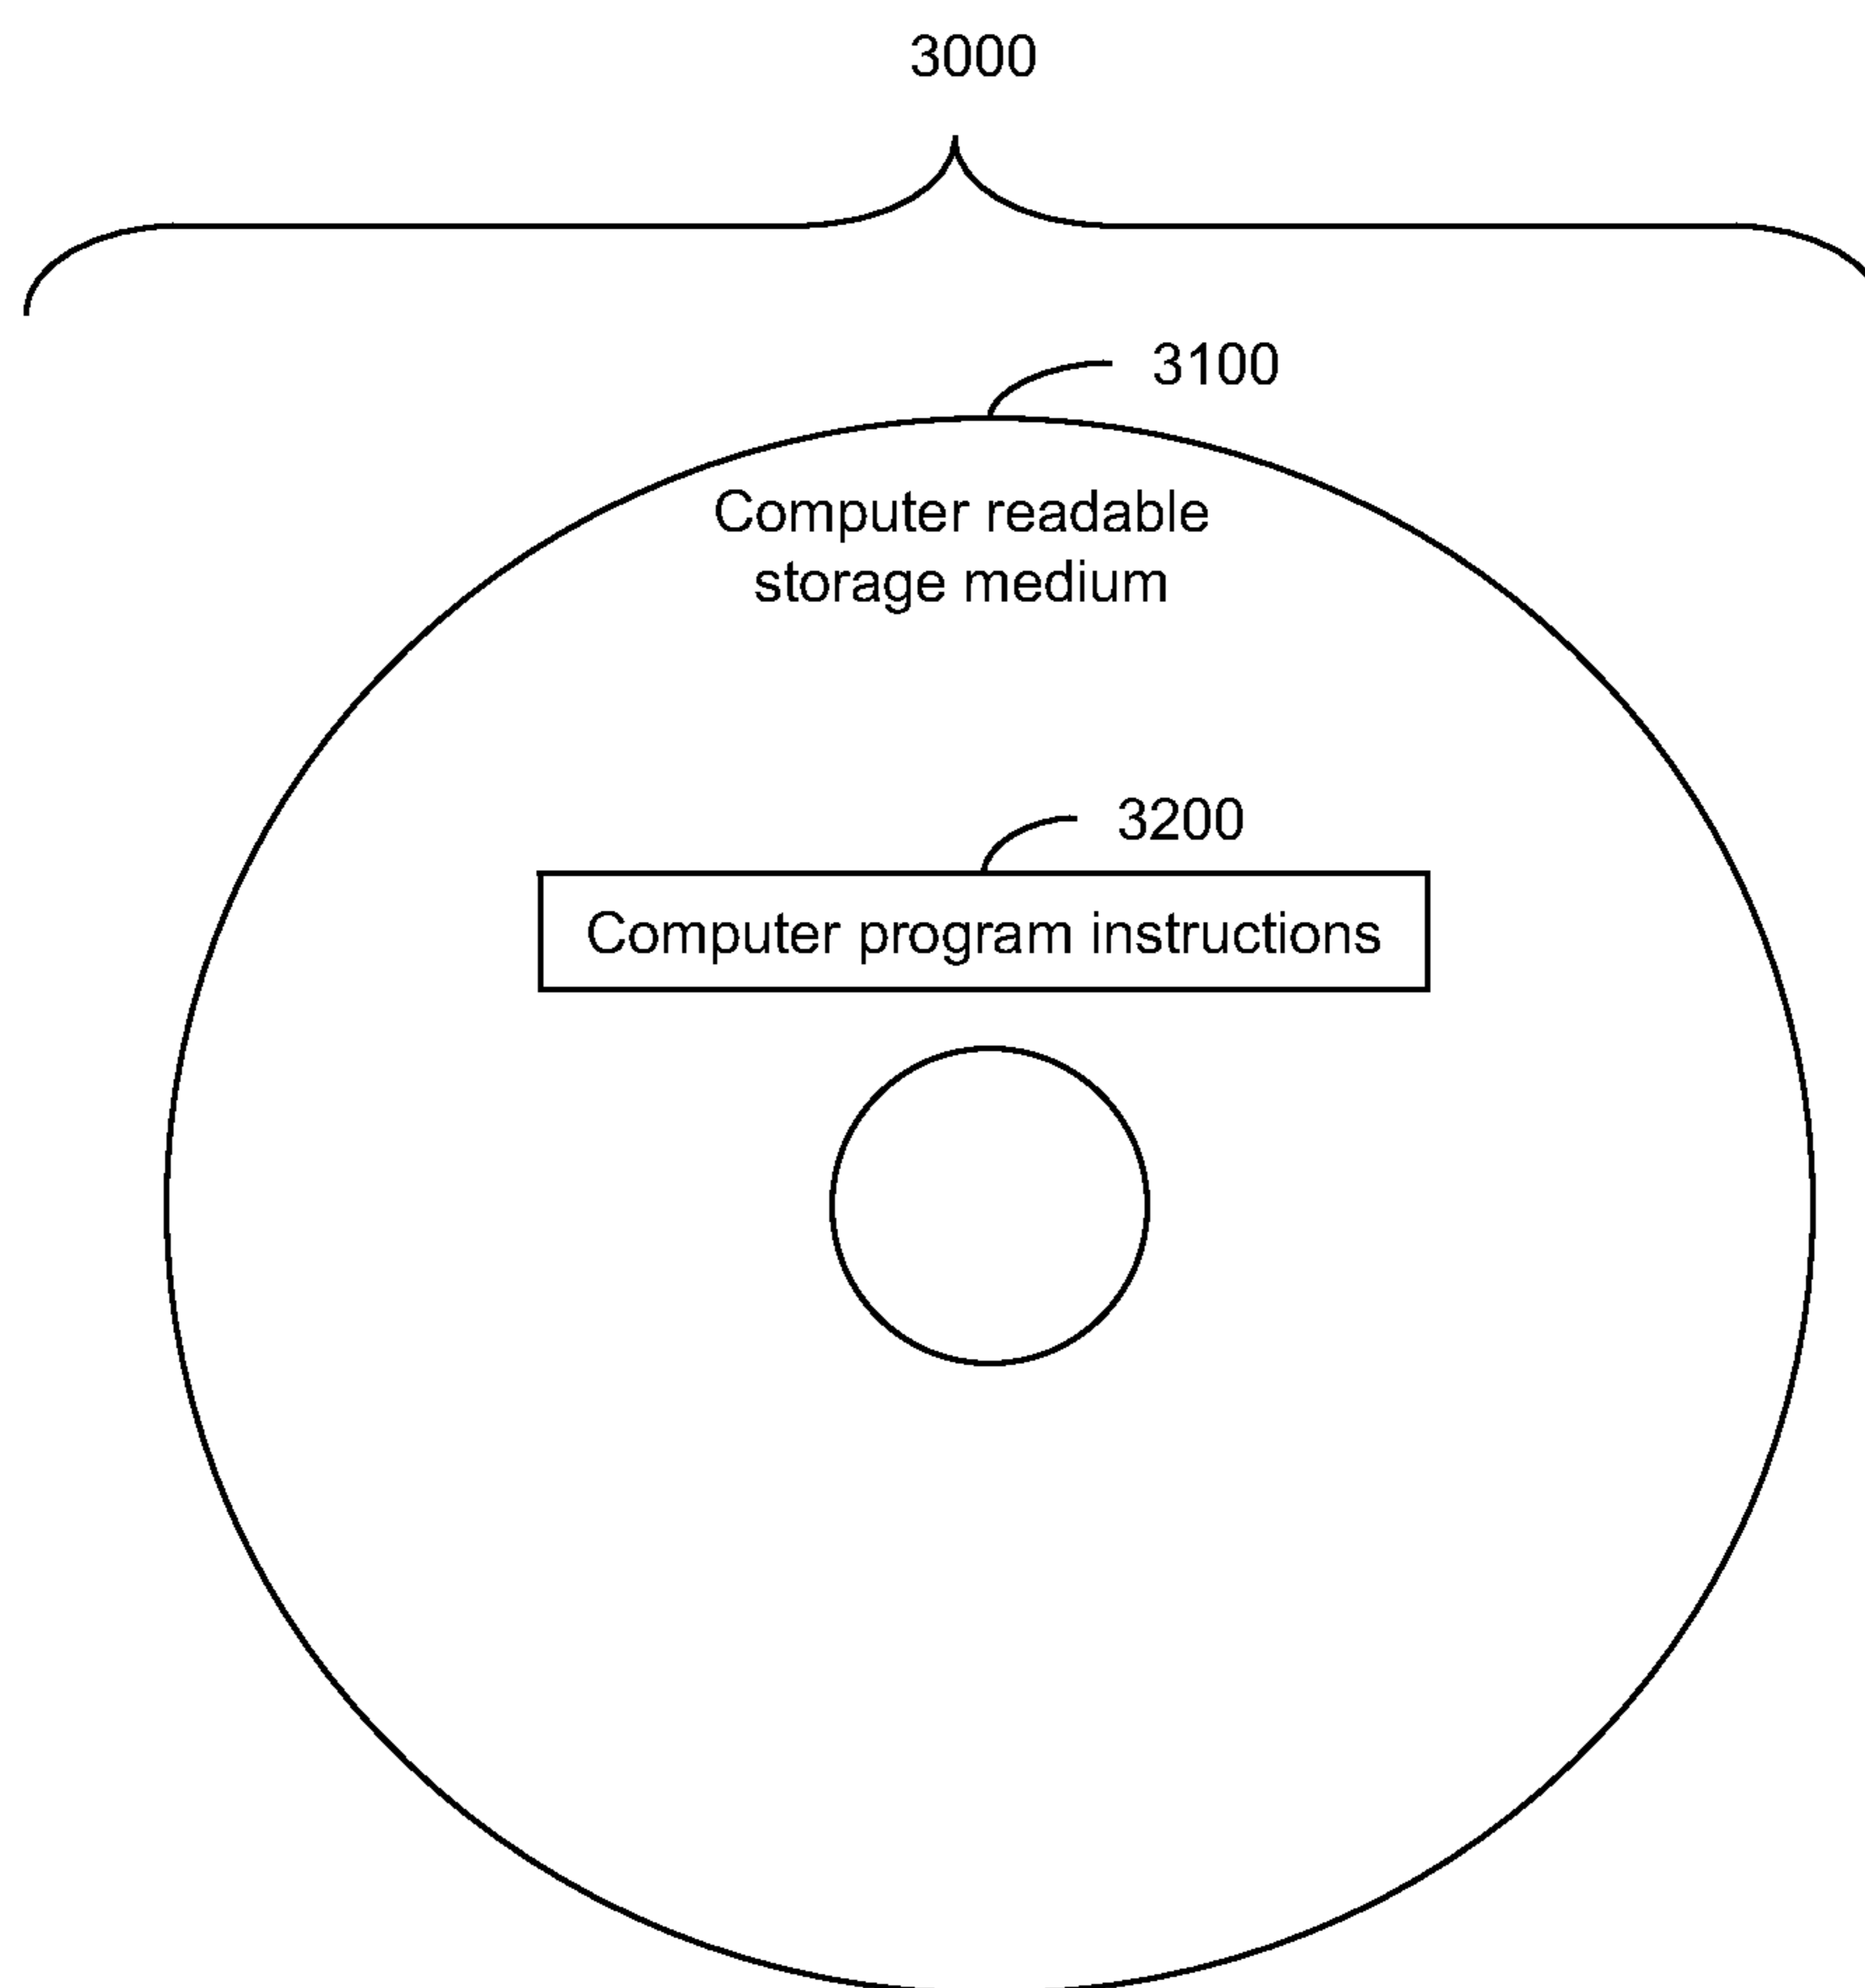 3000
3100
Computer readable
storage medium
3200
Computer program instructions